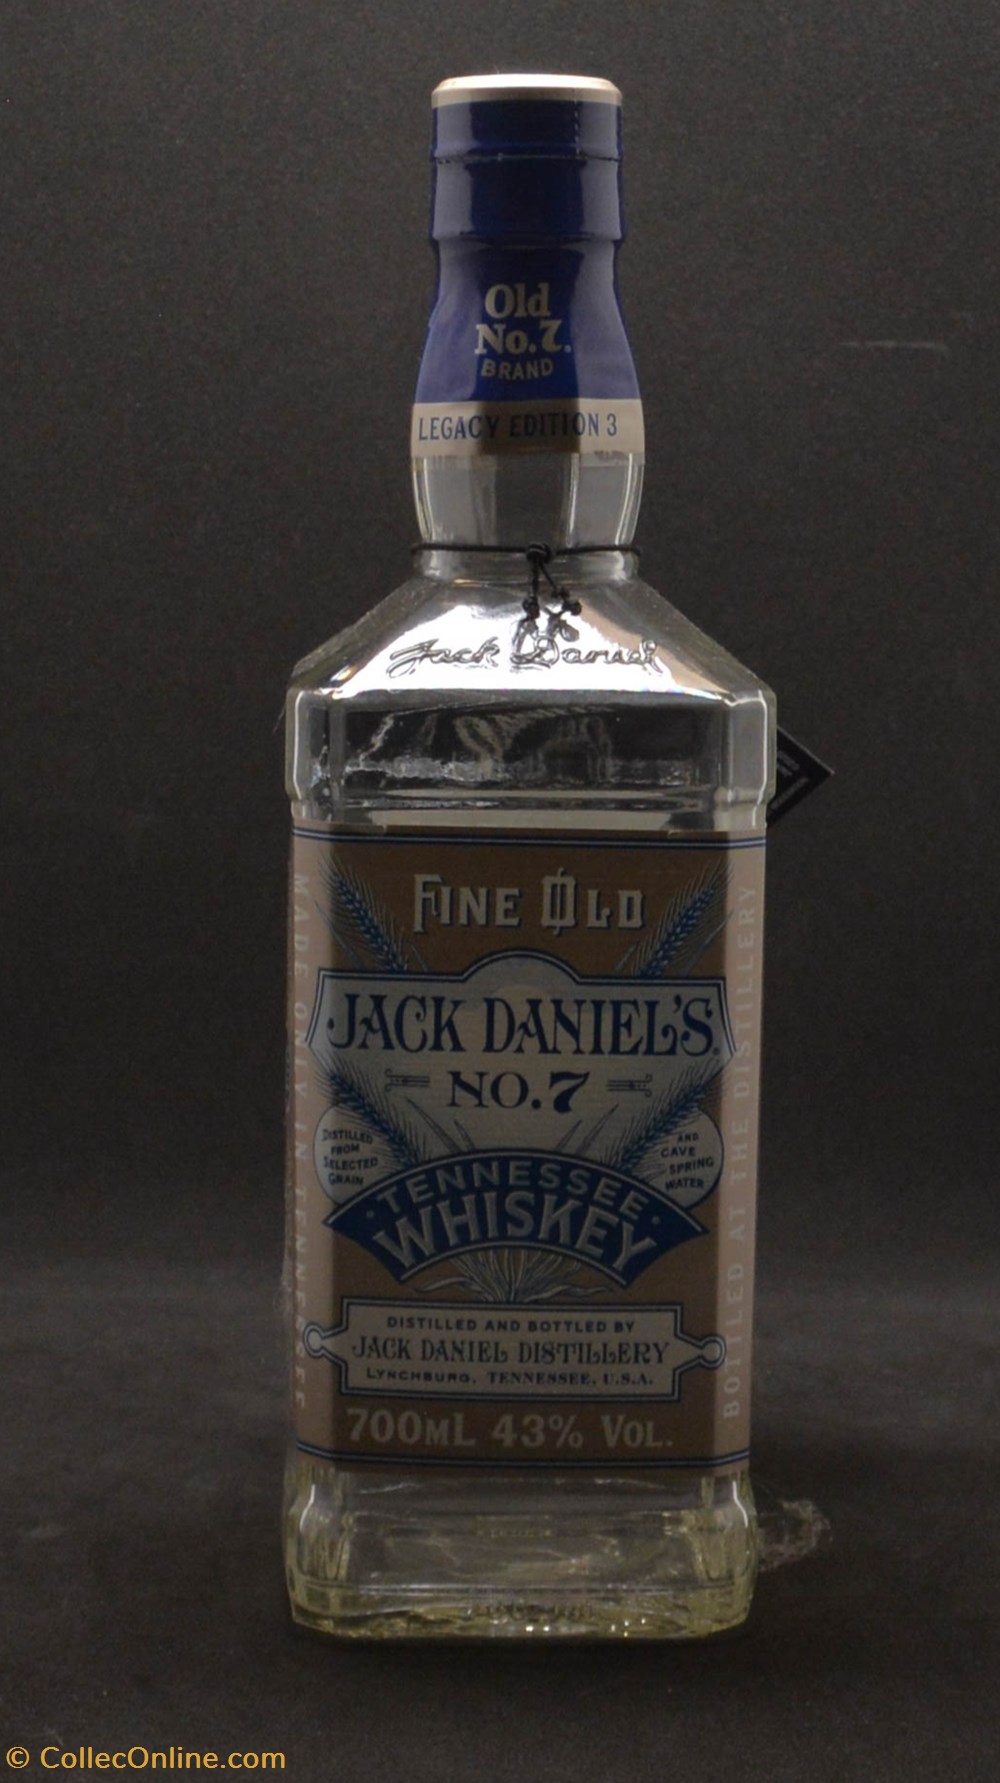 Old
No.7.
BRAND
LEGACY EDITION 3
Jack Daniel
FINE OLD
JACK DANIEL'S.
NO.7
DISTILLED
FROM
SELECTED
GRAIN
AND
CAVE
SPRING
WATER
TENNESSEE
WHISKEY
DISTILLED AND BOTTLED BY
JACK DANIEL DISTILLERY
LYNCHBURG, TENNESSEE, U.S.A.
700ML 43% VOL.
MADE ONLY IN TENNESSEE
BOTTLED AT THE DISTILLERY
© CollecOnline.com